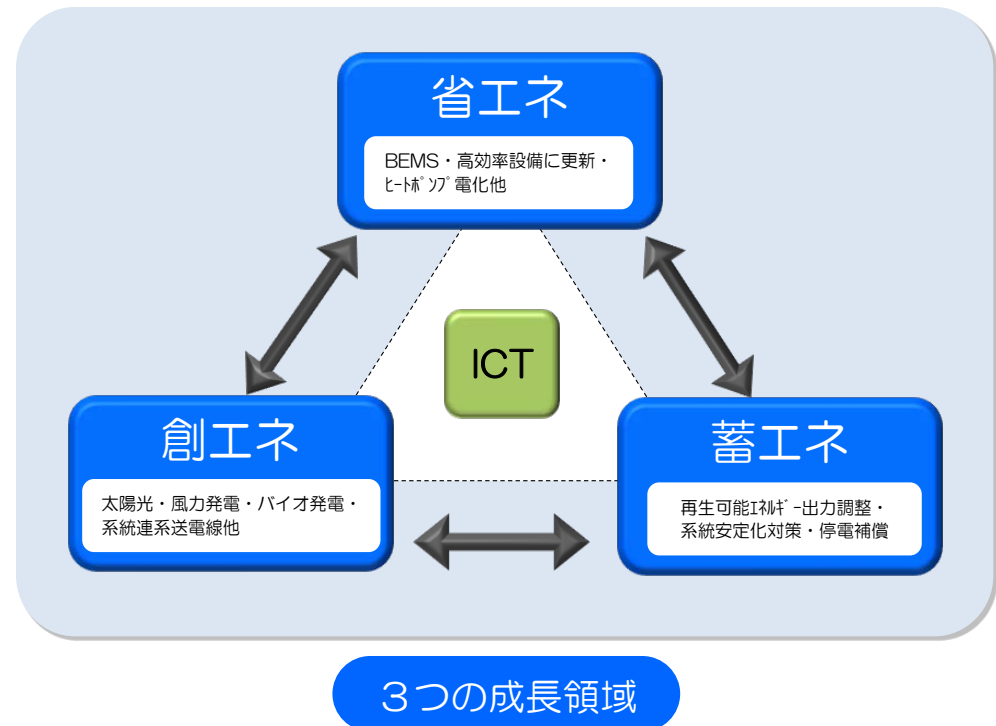 省エネ
BEMS・高効率設備に更新・
ﾋｰﾄﾎﾟﾝﾌﾟ電化他
ICT
創エネ
太陽光・風力発電・バイオ発電・
系統連系送電線他
蓄エネ
再生可能ｴﾈﾙｷﾞｰ出力調整・
系統安定化対策・停電補償
３つの成長領域